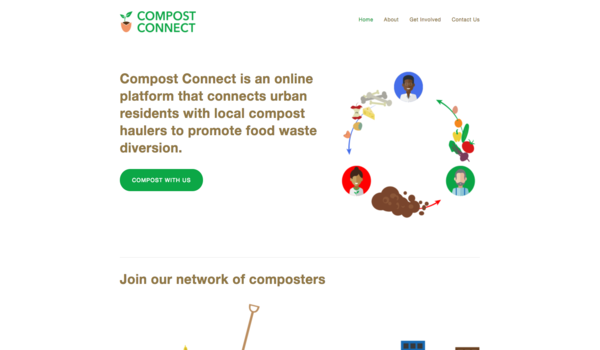 COMPOST
CONNECT
Home About Get Involved Contact Us
Compost Connect is an online
platform that connects urban
residents with local compost
haulers to promote food waste
diversion.
COMPOST WITH US
Join our network of composters